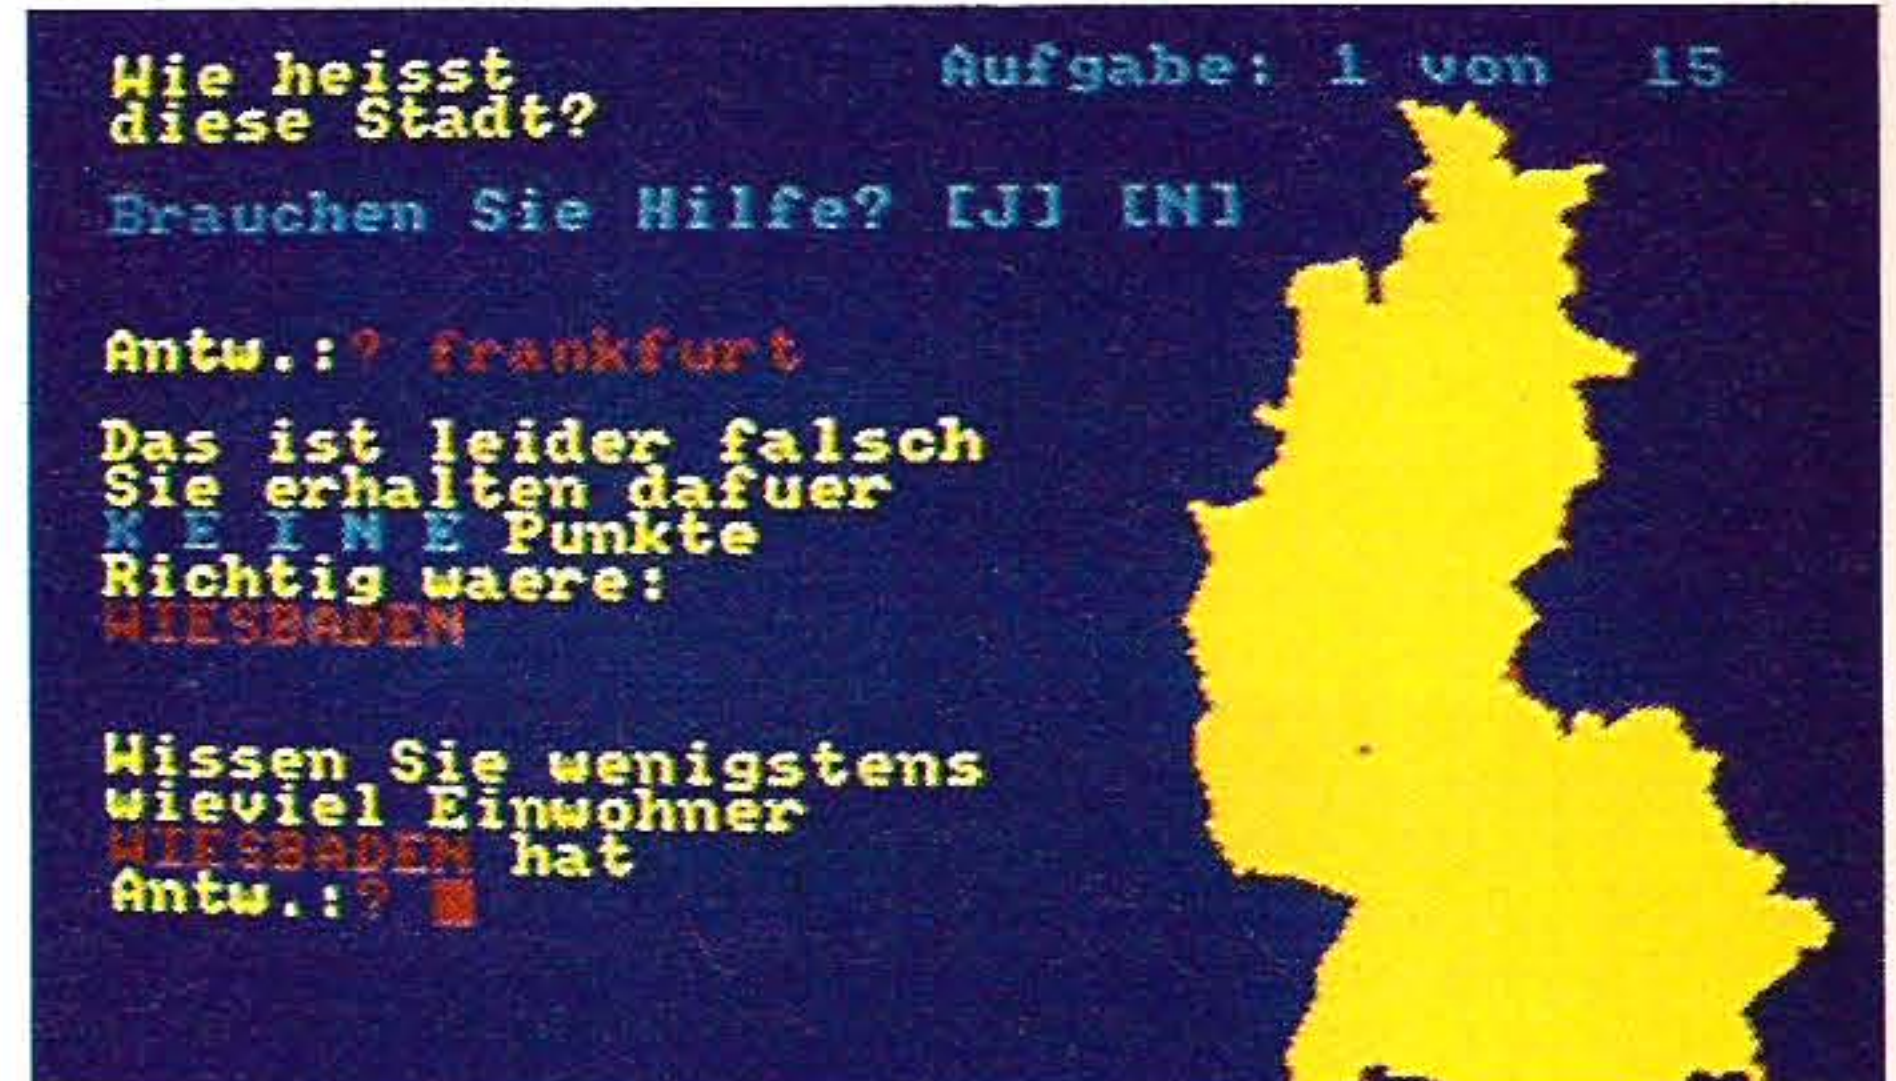 Wie heisst
diese Stadt?
Aufgabe: 1 von 15
Brauchen Sie Hilfe? [J] [N]
Antw.:? frankfurt
Das ist leider falsch
Sie erhalten dafuer
K E I N E Punkte
Richtig waere:
WIESBADEN
Wissen Sie wenigstens
wieviel Einwohner
WIESBADEN hat
Antw.:?